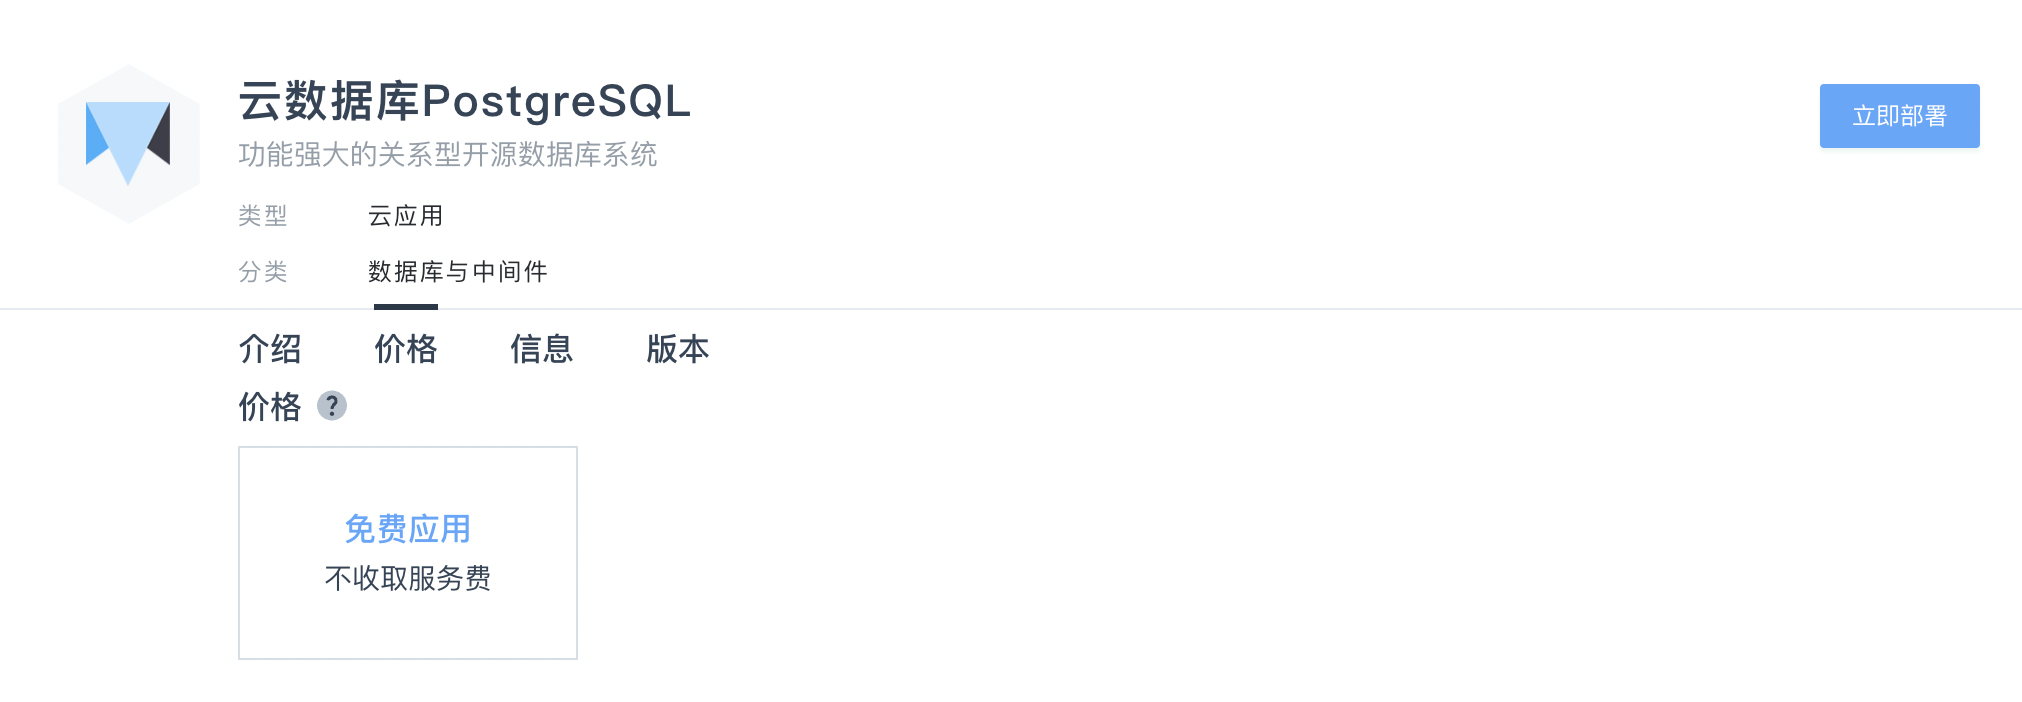 云数据库PostgreSQL
立即部署
功能强大的关系型开源数据库系统
类型 云应用
分类 数据库与中间件
介绍 价格 信息 版本
价格 ?
免费应用
不收取服务费